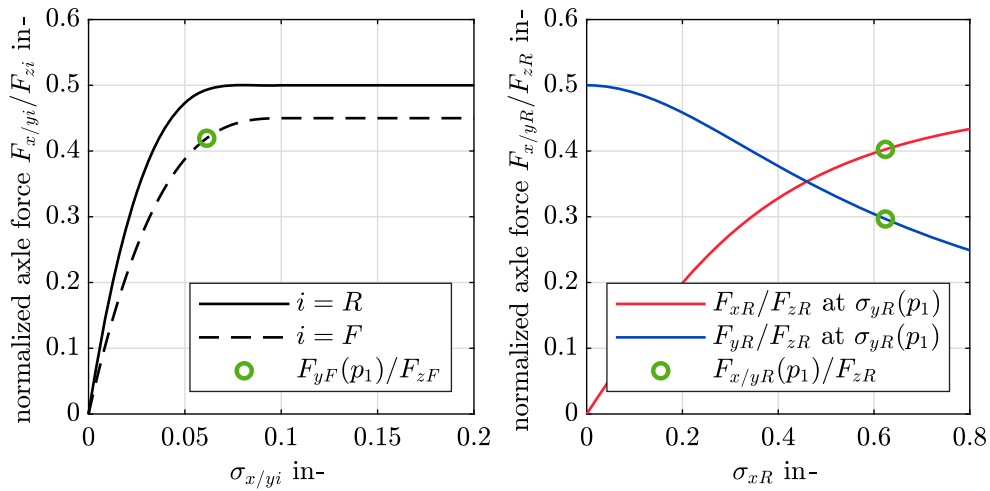 normalized axle force F_{x/yi}/F_{zi} in-
0.6
0.5
0.4
0.3
0.2
0.1
0
0
0.05
0.1
0.15
0.2
σ_{x/yi} in-
i = R
i = F
F_{yF}(p_1)/F_{zF}
normalized axle force F_{x/yR}/F_{zR} in-
0.6
0.5
0.4
0.3
0.2
0.1
0
0
0.2
0.4
0.6
0.8
σ_{xR} in-
F_{xR}/F_{zR} at σ_{yR}(p_1)
F_{yR}/F_{zR} at σ_{yR}(p_1)
F_{x/yR}(p_1)/F_{zR}